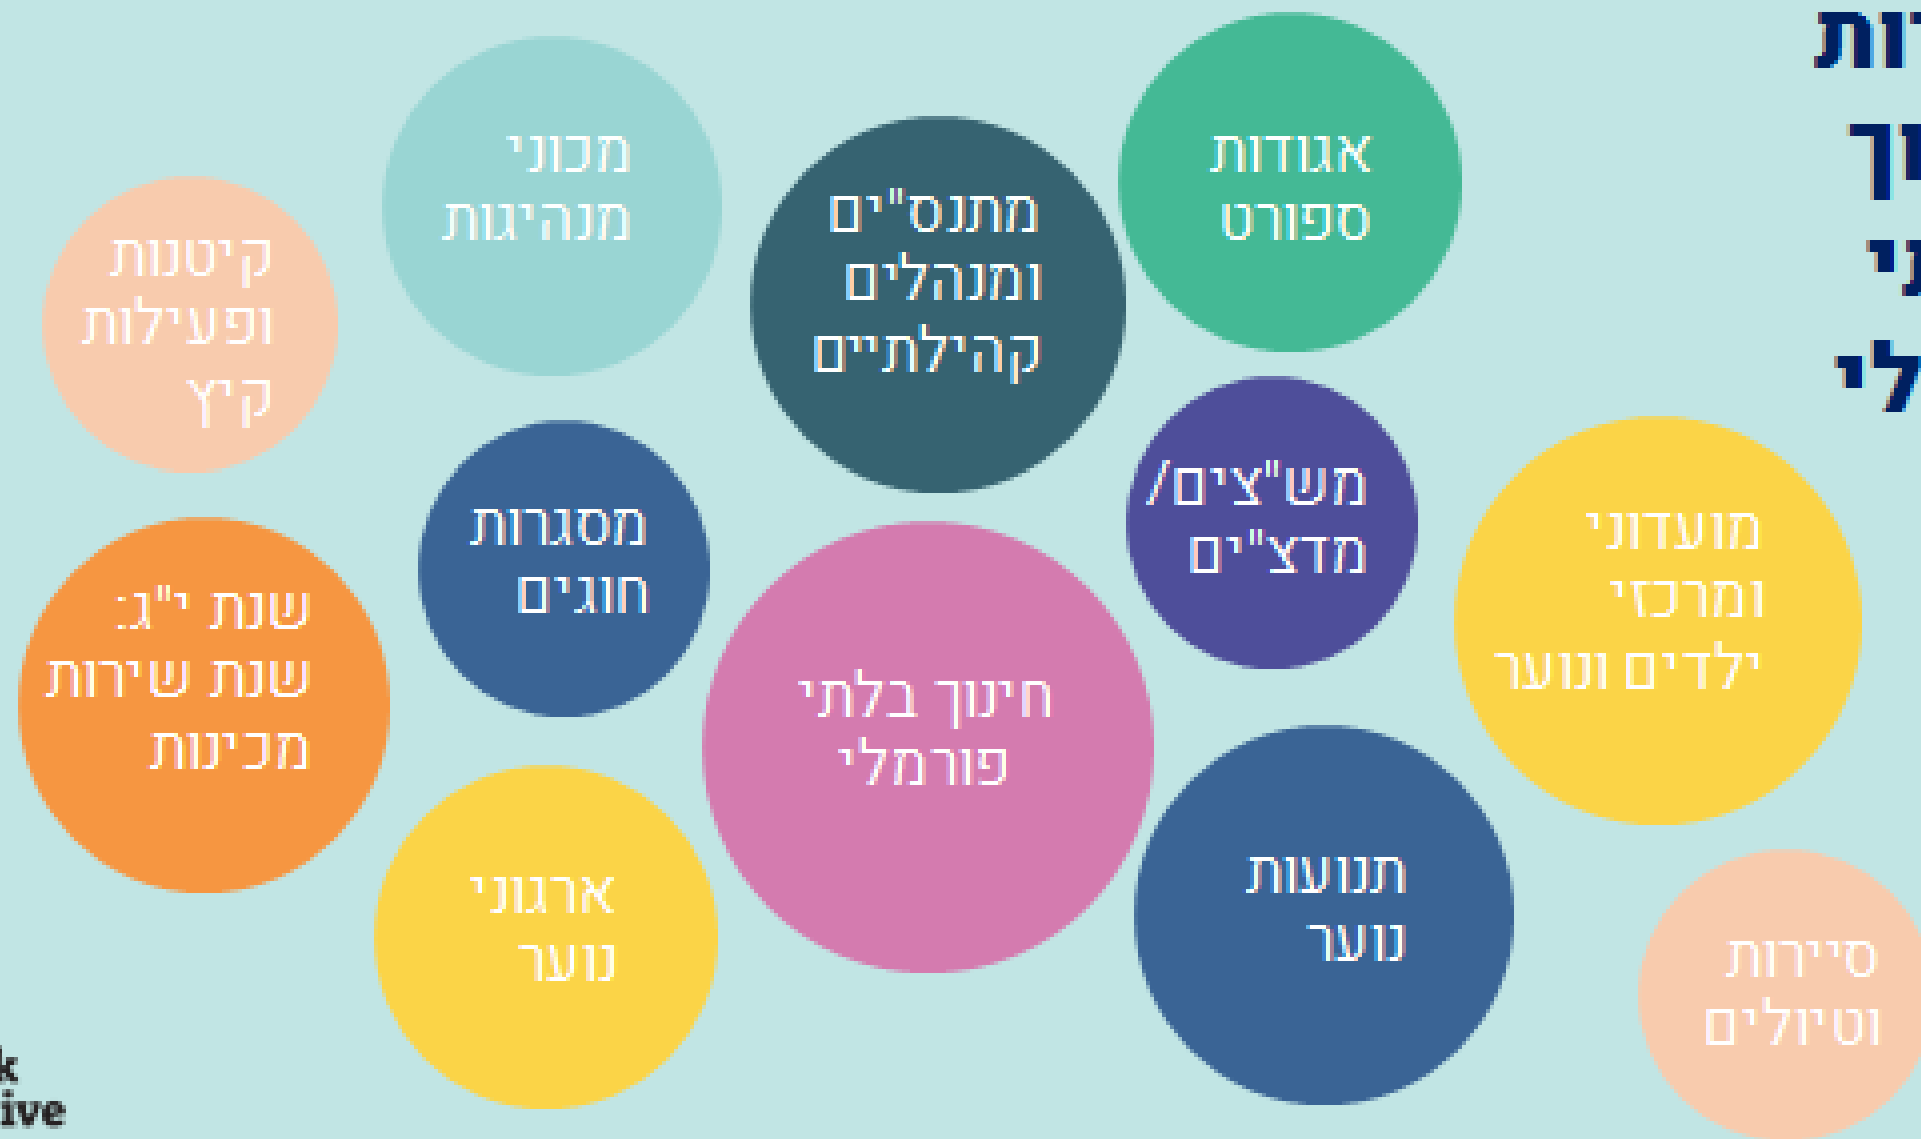 אגודות
ספורט
מתנס"ים
ומנהלים
קהילתיים
מכוני
מנהיגות
קיטנות
ופעילות
קיץ
מועדוני
ומרכזי
ילדים ונוער
מש"צים/
מדצ"ים
חינוך בלתי
פורמלי
מסגרות
חוגים
שנת י"ג:
שנת שירות
מכינות
סיירות
וטיולים
תנועות
נוער
ארגוני
נוער